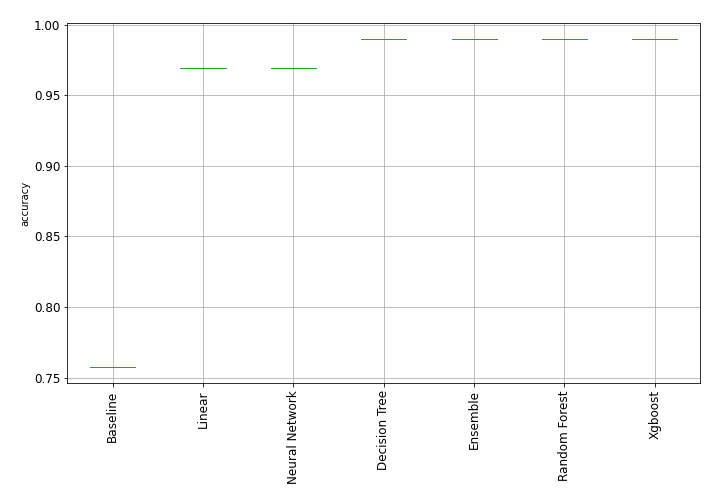 1.00
0.95
0.90
0.85
0.80
0.75
accuracy
Baseline
Linear
Neural Network
Decision Tree
Ensemble
Random Forest
Xgboost